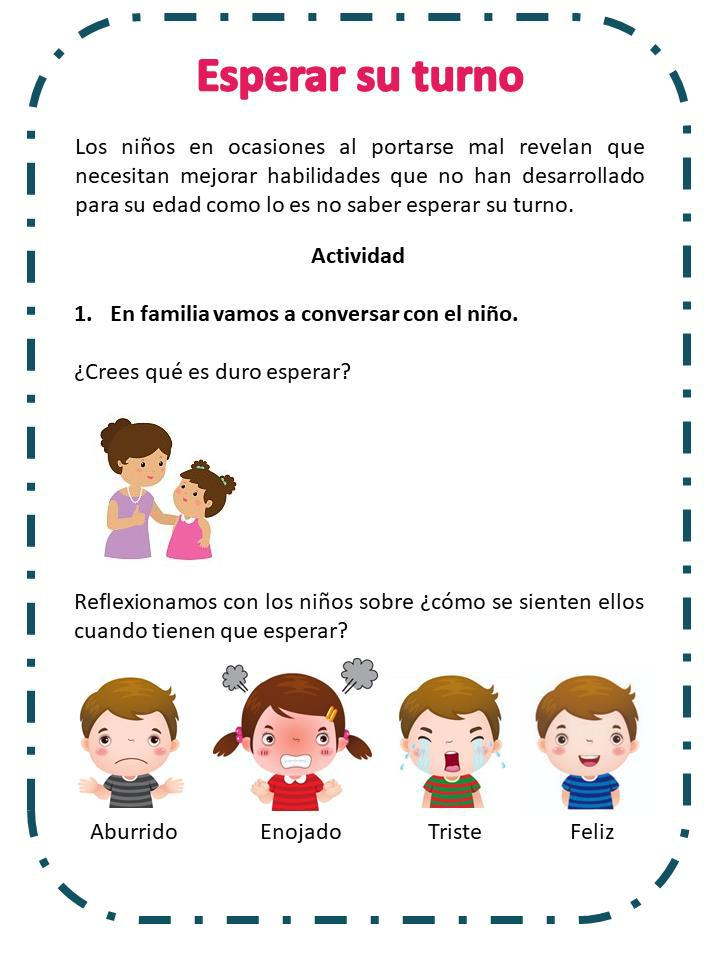 Esperar su turno
Los niños en ocasiones al portarse mal revelan que
necesitan mejorar habilidades que no han desarrollado
para su edad como lo es no saber esperar su turno.
Actividad
1. En familia vamos a conversar con el niño.
¿Crees qué es duro esperar?
Reflexionamos con los niños sobre ¿cómo se sienten ellos
cuando tienen que esperar?
Aburrido Enojado Triste Feliz